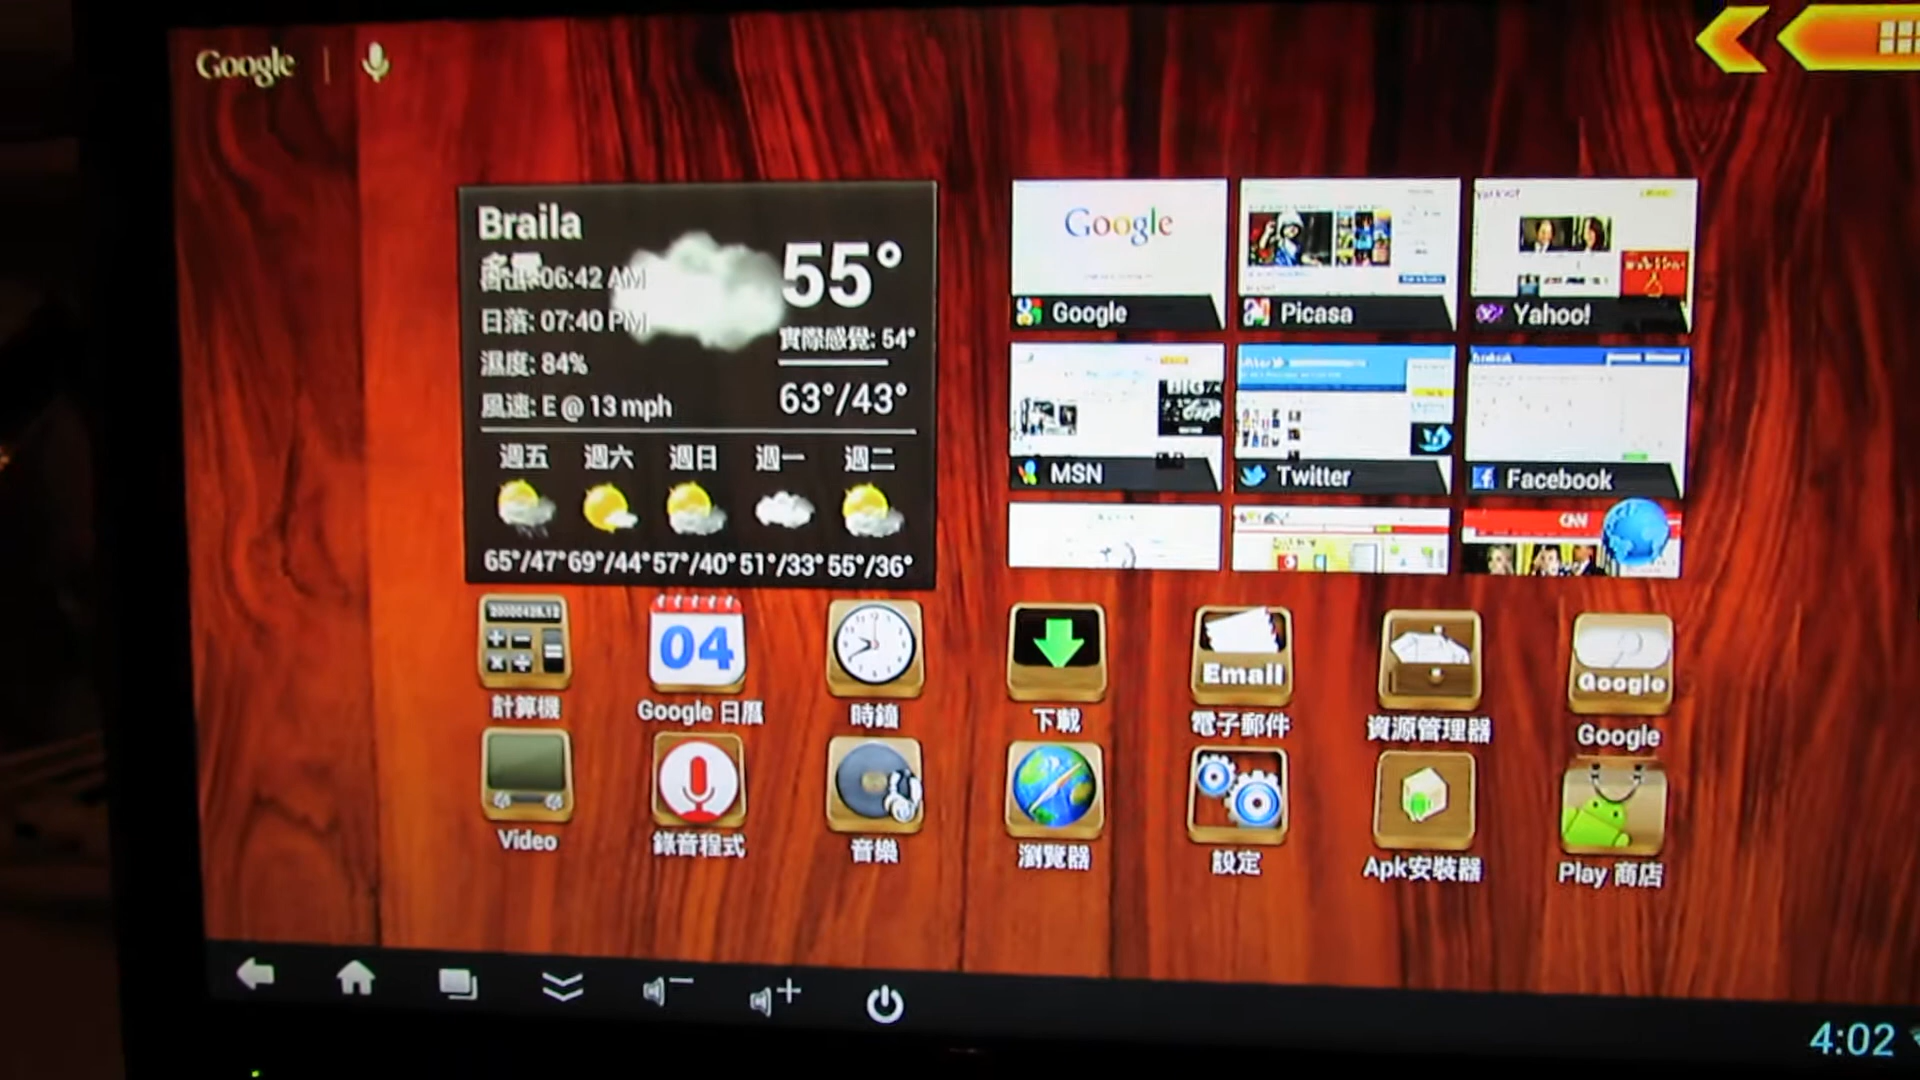 Google
Braila
日出: 06:42 AM
日落: 07:40 PM
濕度: 84%
風速: E @ 13 mph
55°
實際感覺: 54°
63°/43°
週五 週六 週日 週一 週二
65°/47° 69°/44° 57°/40° 51°/33° 55°/36°
Google
Google Picasa Yahoo!
BIG
twitter
facebook
MSN Twitter Facebook
CNN
04
Email
Google
計算機 Google 日曆 時鐘 下載 電子郵件 資源管理器 Google
Video 錄音程式 音樂 瀏覽器 設定 Apk安裝器 Play 商店
4:02